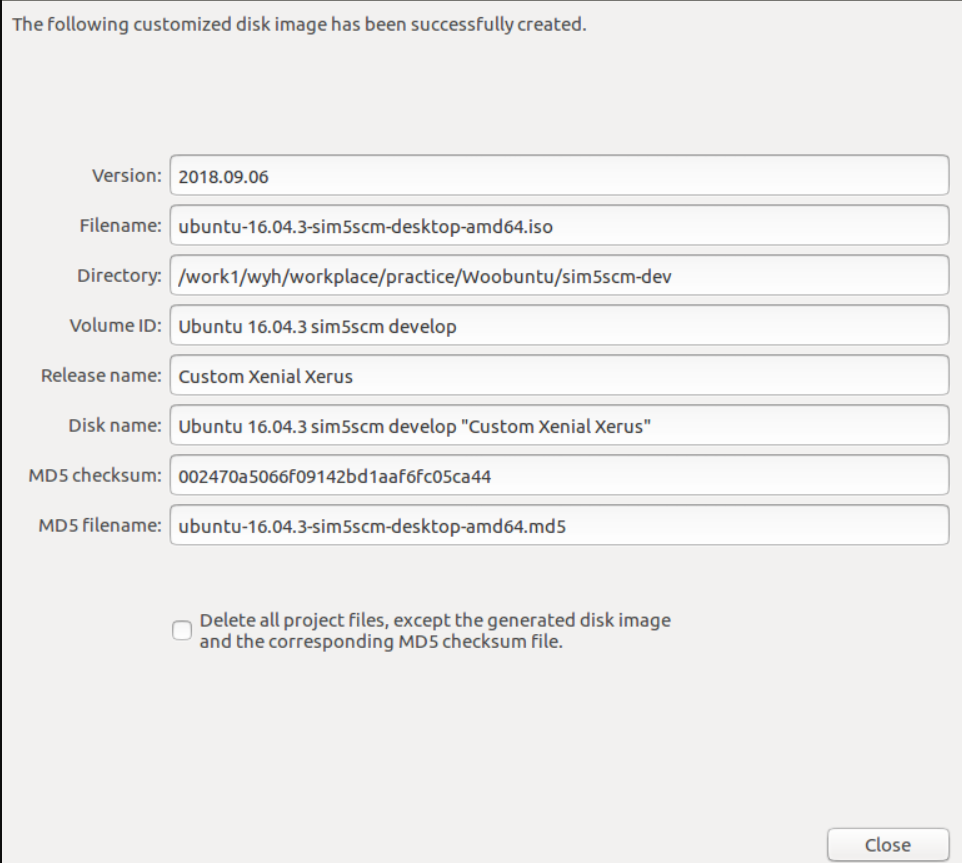 The following customized disk image has been successfully created.
Version: 2018.09.06
Filename: ubuntu-16.04.3-sim5scm-desktop-amd64.iso
Directory: /work1/wyh/workplace/practice/Woobuntu/sim5scm-dev
Volume ID: Ubuntu 16.04.3 sim5scm develop
Release name: Custom Xenial Xerus
Disk name: Ubuntu 16.04.3 sim5scm develop "Custom Xenial Xerus"
MD5 checksum: 002470a5066f09142bd1aaf6fc05ca44
MD5 filename: ubuntu-16.04.3-sim5scm-desktop-amd64.md5
Delete all project files, except the generated disk image
and the corresponding MD5 checksum file.
Close